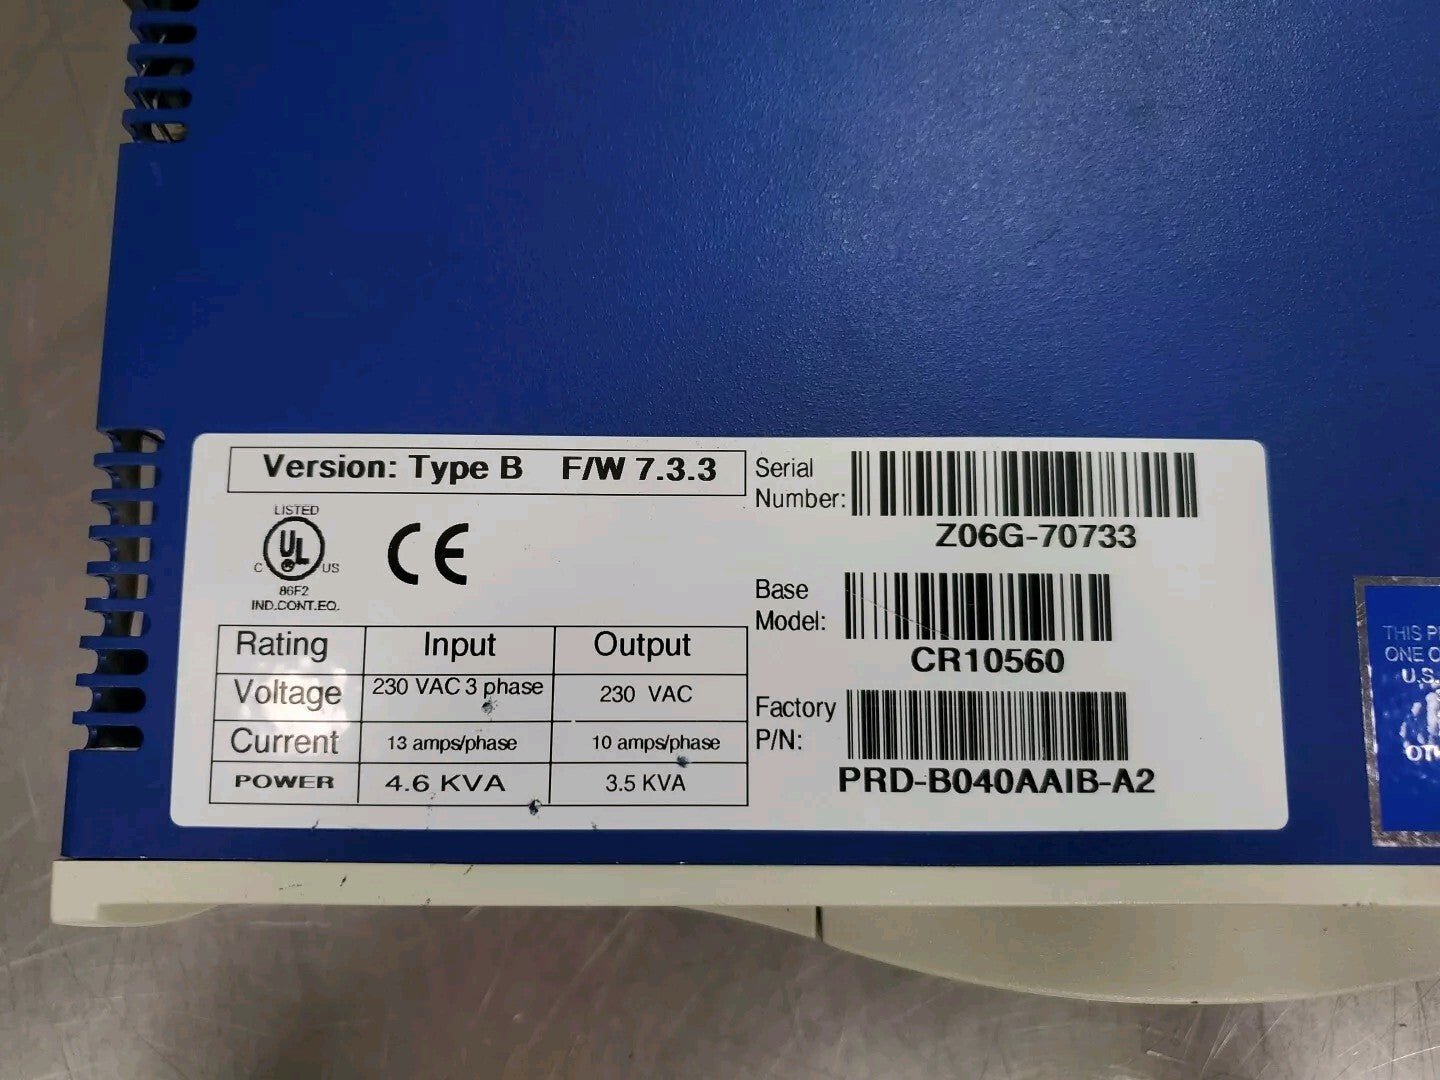 Version: Type B F/W 7.3.3
LISTED
UL
C US
86F2
IND.CONT.EQ.
CE
Rating Input Output
Voltage 230 VAC 3 phase 230 VAC
Current 13 amps/phase 10 amps/phase
POWER 4.6 KVA 3.5 KVA
Serial
Number:
Z06G-70733
Base
Model:
CR10560
Factory
P/N:
PRD-B040AAIB-A2
THIS
ONE
U.S.